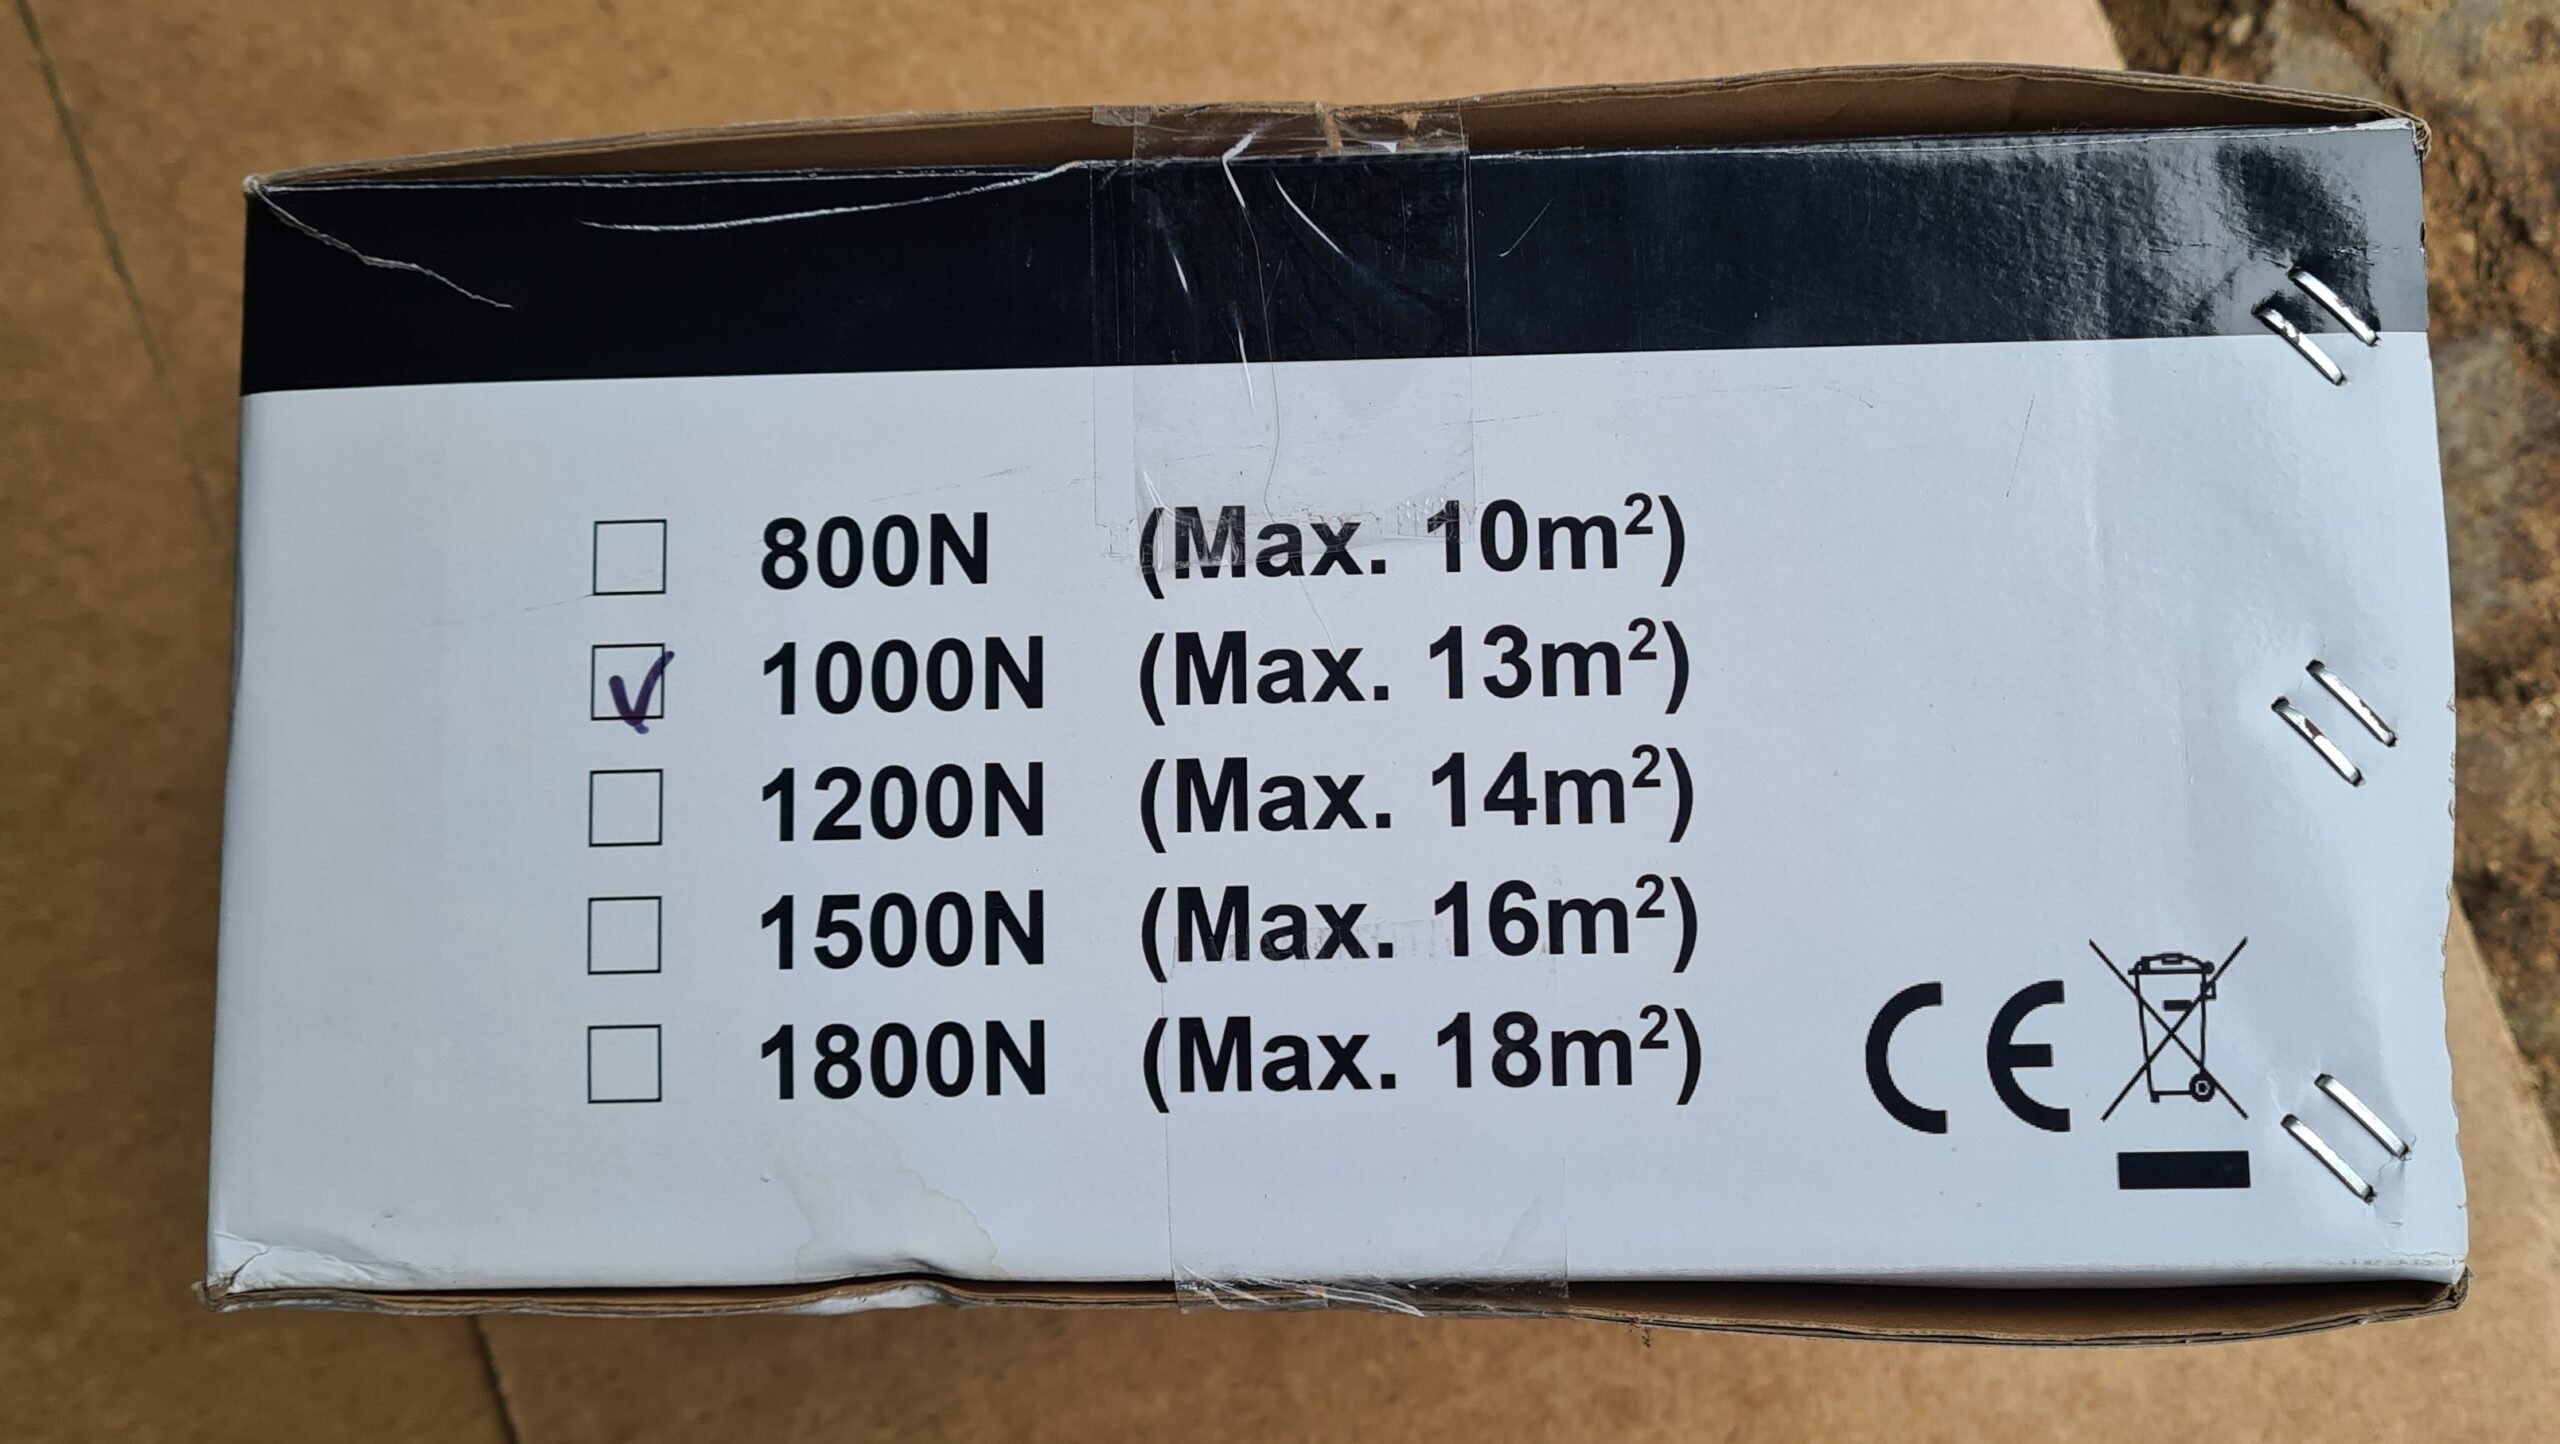 800N (Max. 10m²)
1000N (Max. 13m²)
1200N (Max. 14m²)
1500N (Max. 16m²)
1800N (Max. 18m²)
CE